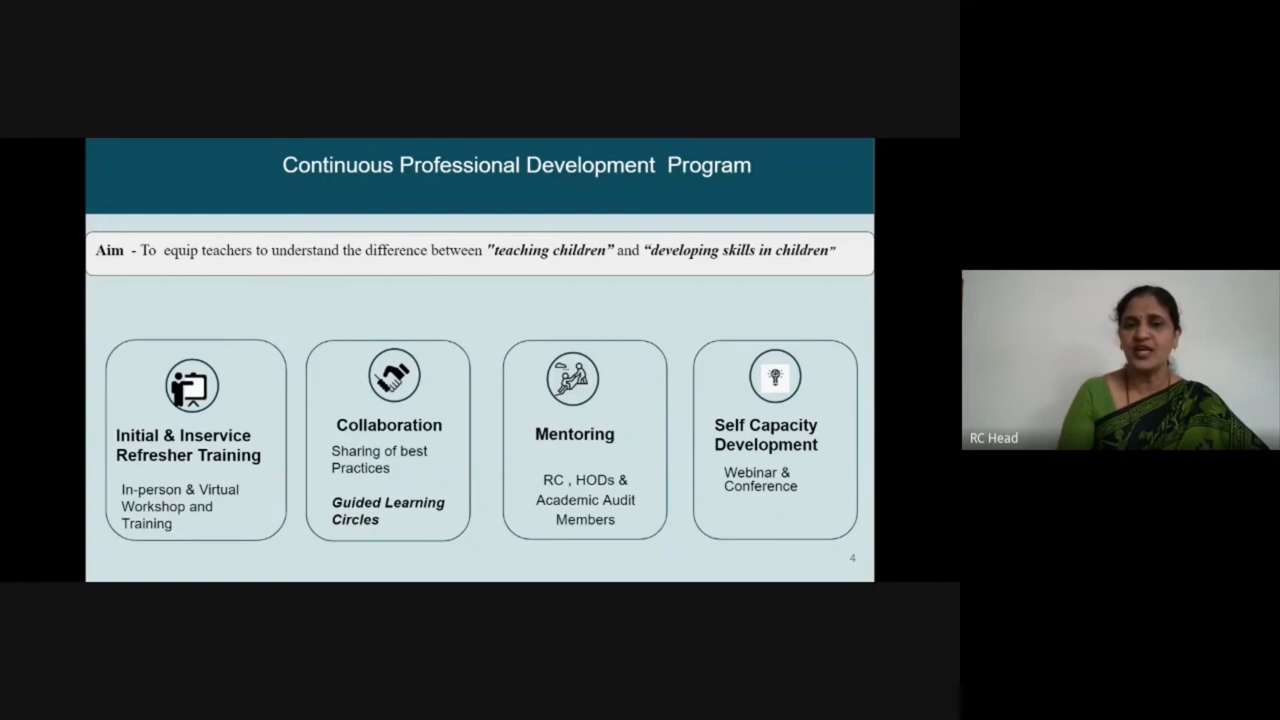 Continuous Professional Development Program
Aim - To equip teachers to understand the difference between "teaching children” and “developing skills in children”
Initial & Inservice
Refresher Training
In-person & Virtual
Workshop and
Training
Collaboration
Sharing of best
Practices
Guided Learning
Circles
Mentoring
RC , HODs &
Academic Audit
Members
Self Capacity
Development
Webinar &
Conference
4
RC Head